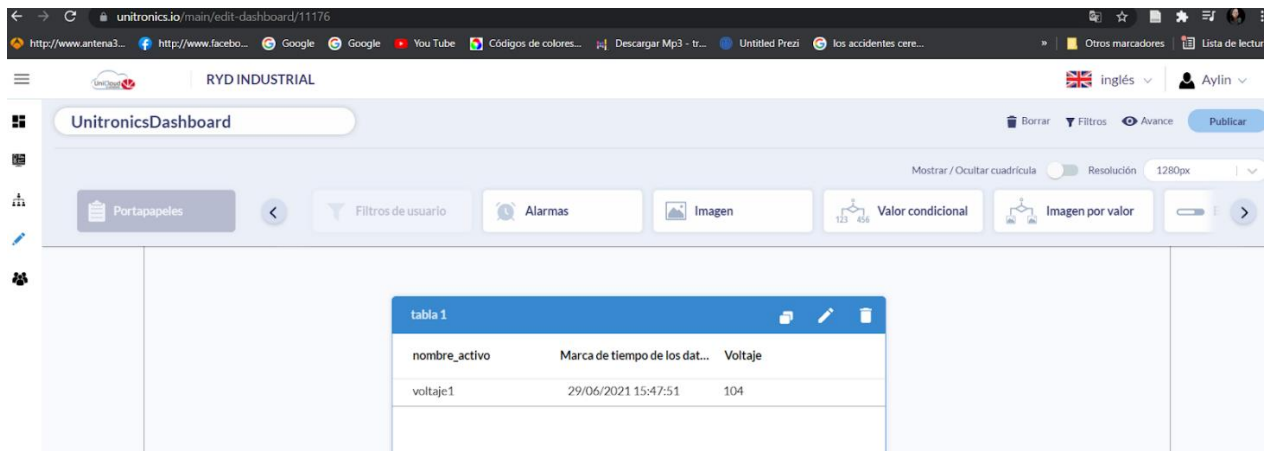 unitronics.io/main/edit-dashboard/11176
http://www.antena3... http://www.facebo... Google Google You Tube Códigos de colores... Descargar Mp3 - tr... Untitled Prezi los accidentes cere... » Otros marcadores Lista de lectur
UniCloud RYD INDUSTRIAL inglés Aylin
UnitronicsDashboard Borrar Filtros Avance Publicar
Mostrar / Ocultar cuadrícula Resolución 1280px
Portapapeles Filtros de usuario Alarmas Imagen 123 456 Valor condicional Imagen por valor
tabla 1
nombre_activo Marca de tiempo de los dat... Voltaje
voltaje1 29/06/2021 15:47:51 104